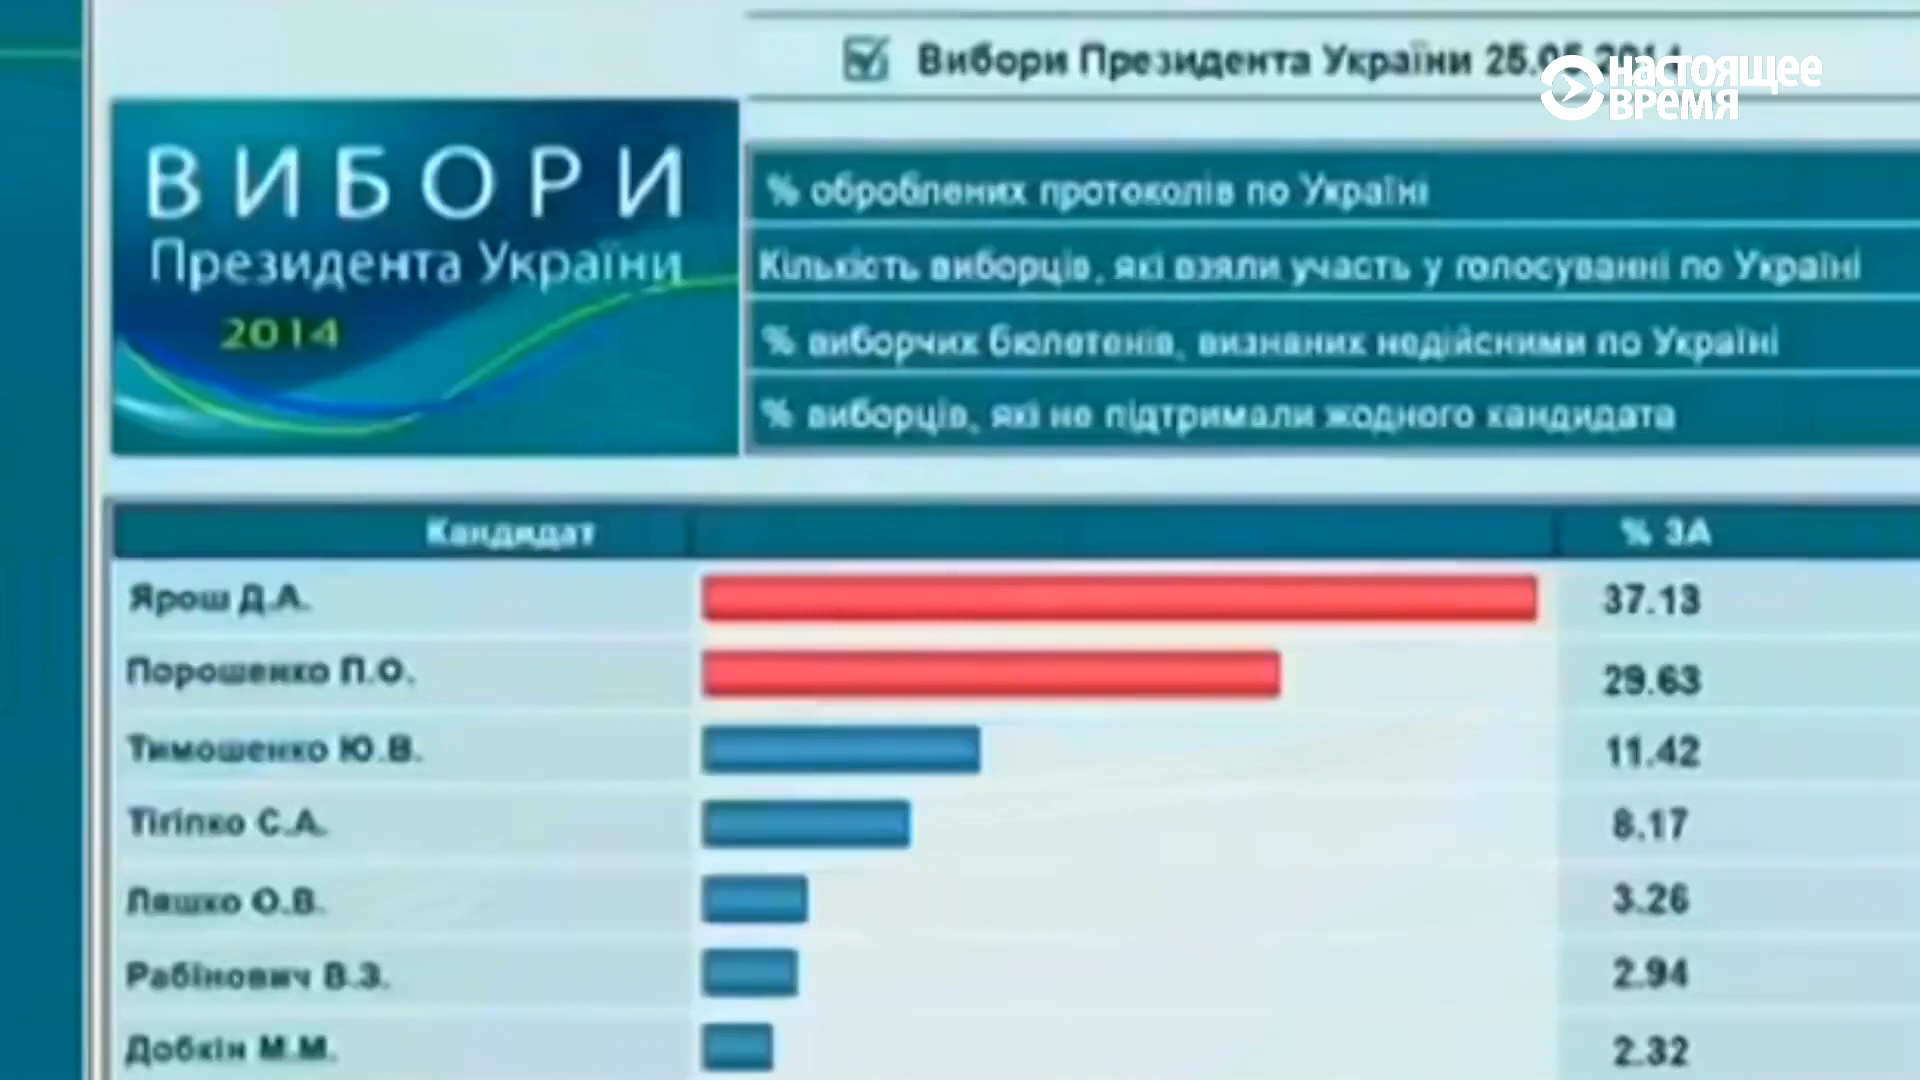 Вибори Президента України 25.05.2014
НАСТОЯЩЕЕ
ВРЕМЯ
ВИБОРИ
Президента України
2014
% оброблених протоколів по Україні
Кількість виборців, які взяли участь у голосуванні по Україні
% виборчих бюлетенів, визнаних недійсними по Україні
% виборців, які не підтримали жодного кандидата
Кандидат % ЗА
Ярош Д.А. 37.13
Порошенко П.О. 29.63
Тимошенко Ю.В. 11.42
Тігіпко С.А. 8.17
Ляшко О.В. 3.26
Рабінович В.З. 2.94
Добкін М.М. 2.32